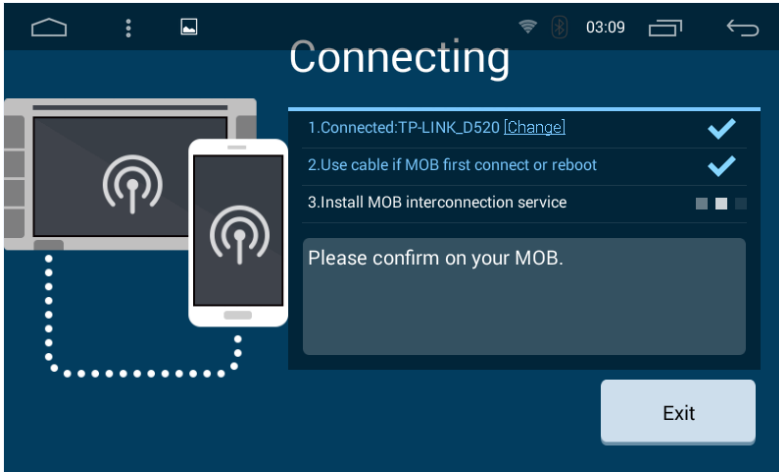 03:09
Connecting
1.Connected:TP-LINK_D520 [Change]
2.Use cable if MOB first connect or reboot
3.Install MOB interconnection service
Please confirm on your MOB.
Exit